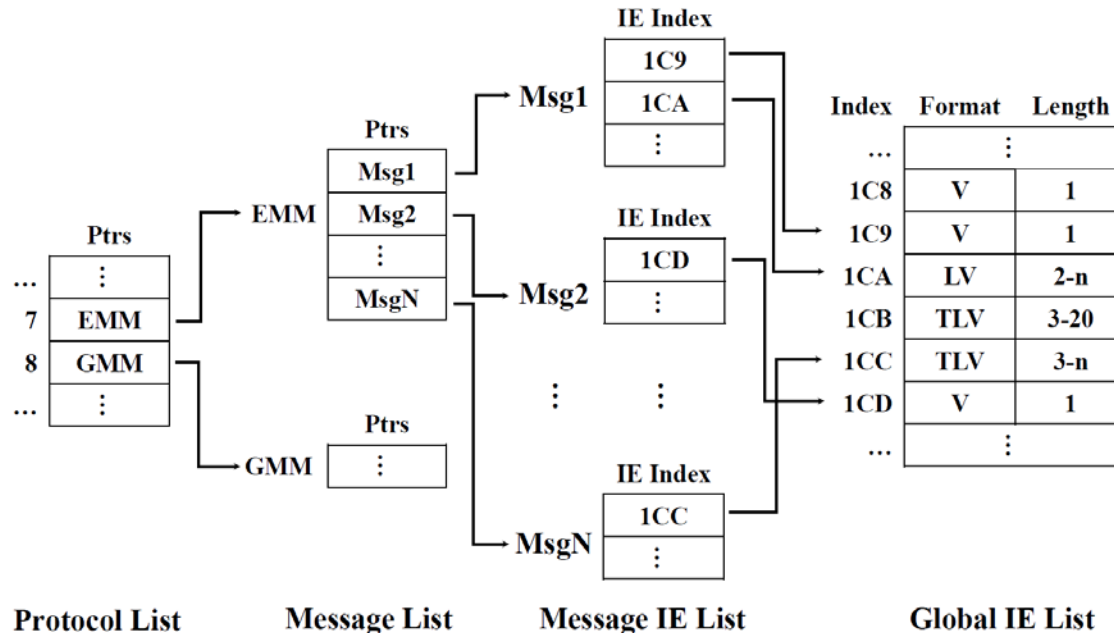 Ptrs
...
⋮
7 EMM
8 GMM
...
⋮
Protocol List
Ptrs
EMM
Msg1
Msg2
⋮
MsgN
Ptrs
GMM
⋮
Message List
IE Index
Msg1
1C9
1CA
⋮
IE Index
Msg2
1CD
⋮
⋮ ⋮
IE Index
MsgN
1CC
⋮
Message IE List
Index Format Length
... ⋮
1C8 V 1
1C9 V 1
1CA LV 2-n
1CB TLV 3-20
1CC TLV 3-n
1CD V 1
... ⋮
Global IE List